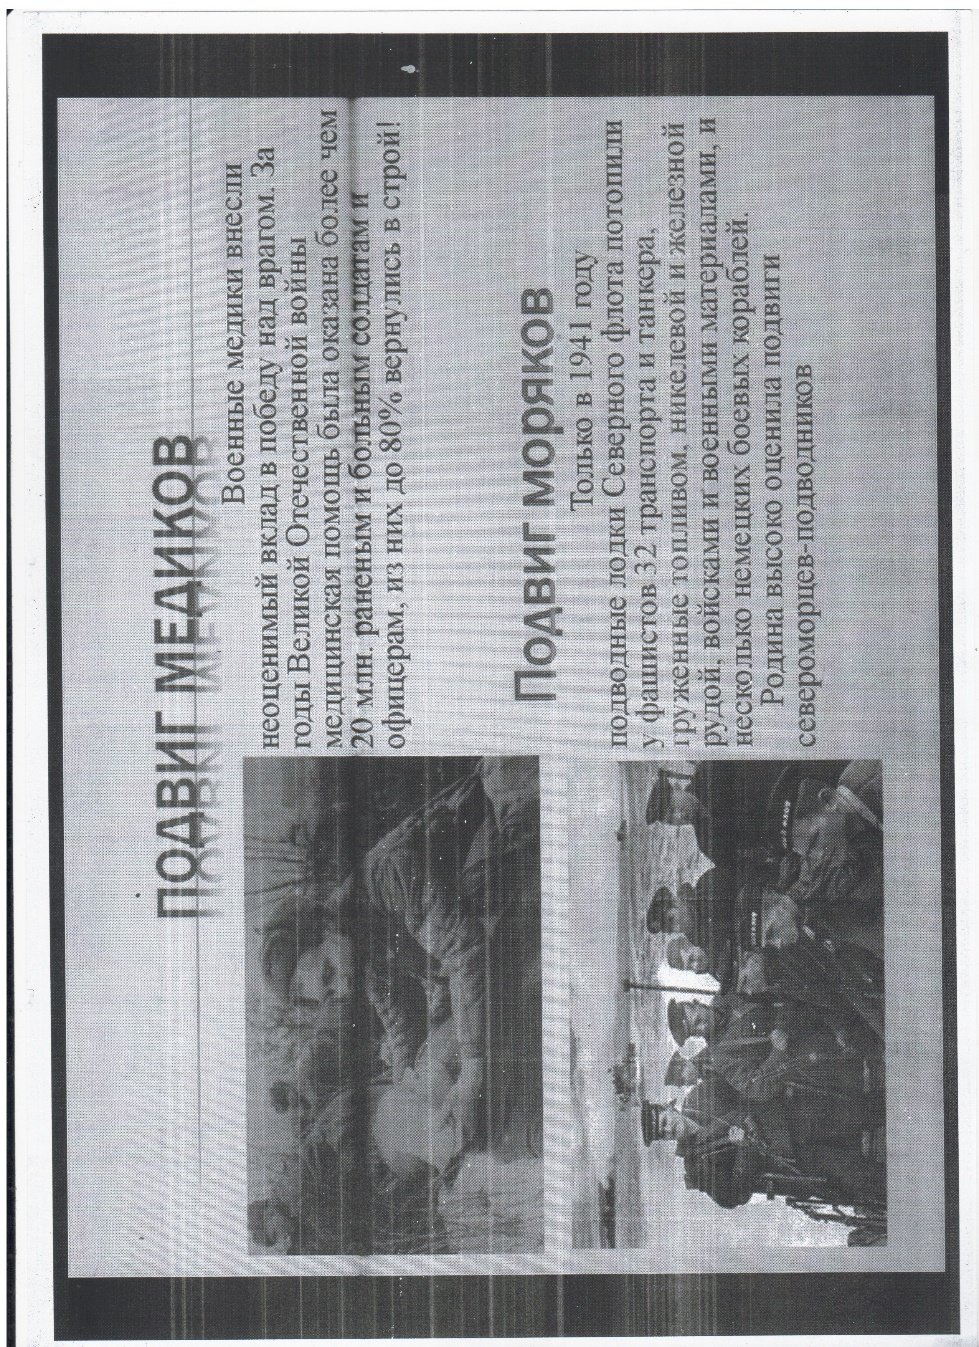 ПОДВИГ МЕДИКОВ
Военные медики внесли
неоценимый вклад в победу над врагом. За
годы Великой Отечественной войны
медицинская помощь была оказана более чем
20 млн. раненым и больным солдатам и
офицерам, из них до 80% вернулись в строй!
ПОДВИГ МОРЯКОВ
Только в 1941 году
подводные лодки Северного флота потопили
у фашистов 32 транспорта и танкера,
груженные топливом, никелевой и железной
рудой, войсками и военными материалами, и
несколько немецких боевых кораблей.
Родина высоко оценила подвиги
североморцев-подводников